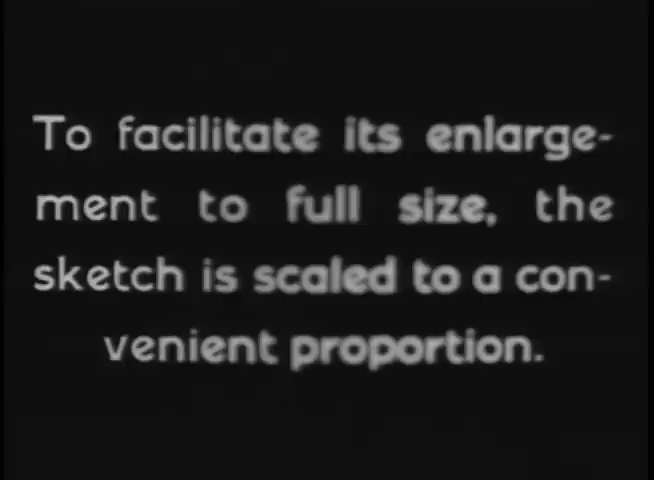 To facilitate its enlarge-
ment to full size, the
sketch is scaled to a con-
venient proportion.